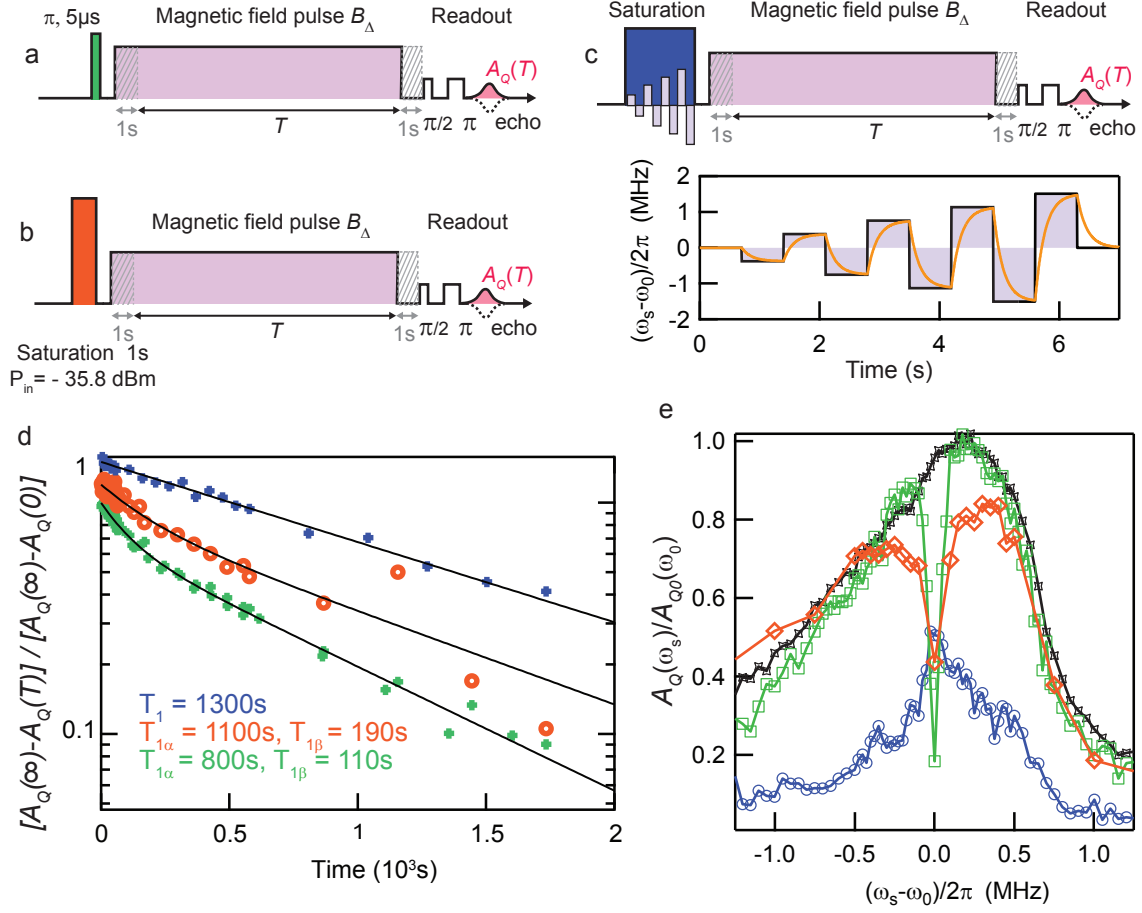 a
π, 5µs
Magnetic field pulse B_Δ
Readout
A_Q(T)
1s
T
1s
π/2 π echo
b
Magnetic field pulse B_Δ
Readout
A_Q(T)
1s
T
1s
π/2 π echo
Saturation 1s
P_in = - 35.8 dBm
c
Saturation
Magnetic field pulse B_Δ
Readout
A_Q(T)
1s
T
1s
π/2 π echo
(ω_s-ω_0)/2π (MHz)
2
1
0
-1
-2
0
2
4
6
Time (s)
d
[A_Q(∞)-A_Q(T)] / [A_Q(∞)-A_Q(0)]
1
0.1
T_1 = 1300s
T_1α = 1100s, T_1β = 190s
T_1α = 800s, T_1β = 110s
0
0.5
1
1.5
2
Time (10³s)
e
A_Q(ω_s)/A_Q0(ω_0)
1.0
0.8
0.6
0.4
0.2
-1.0
-0.5
0.0
0.5
1.0
(ω_s-ω_0)/2π (MHz)